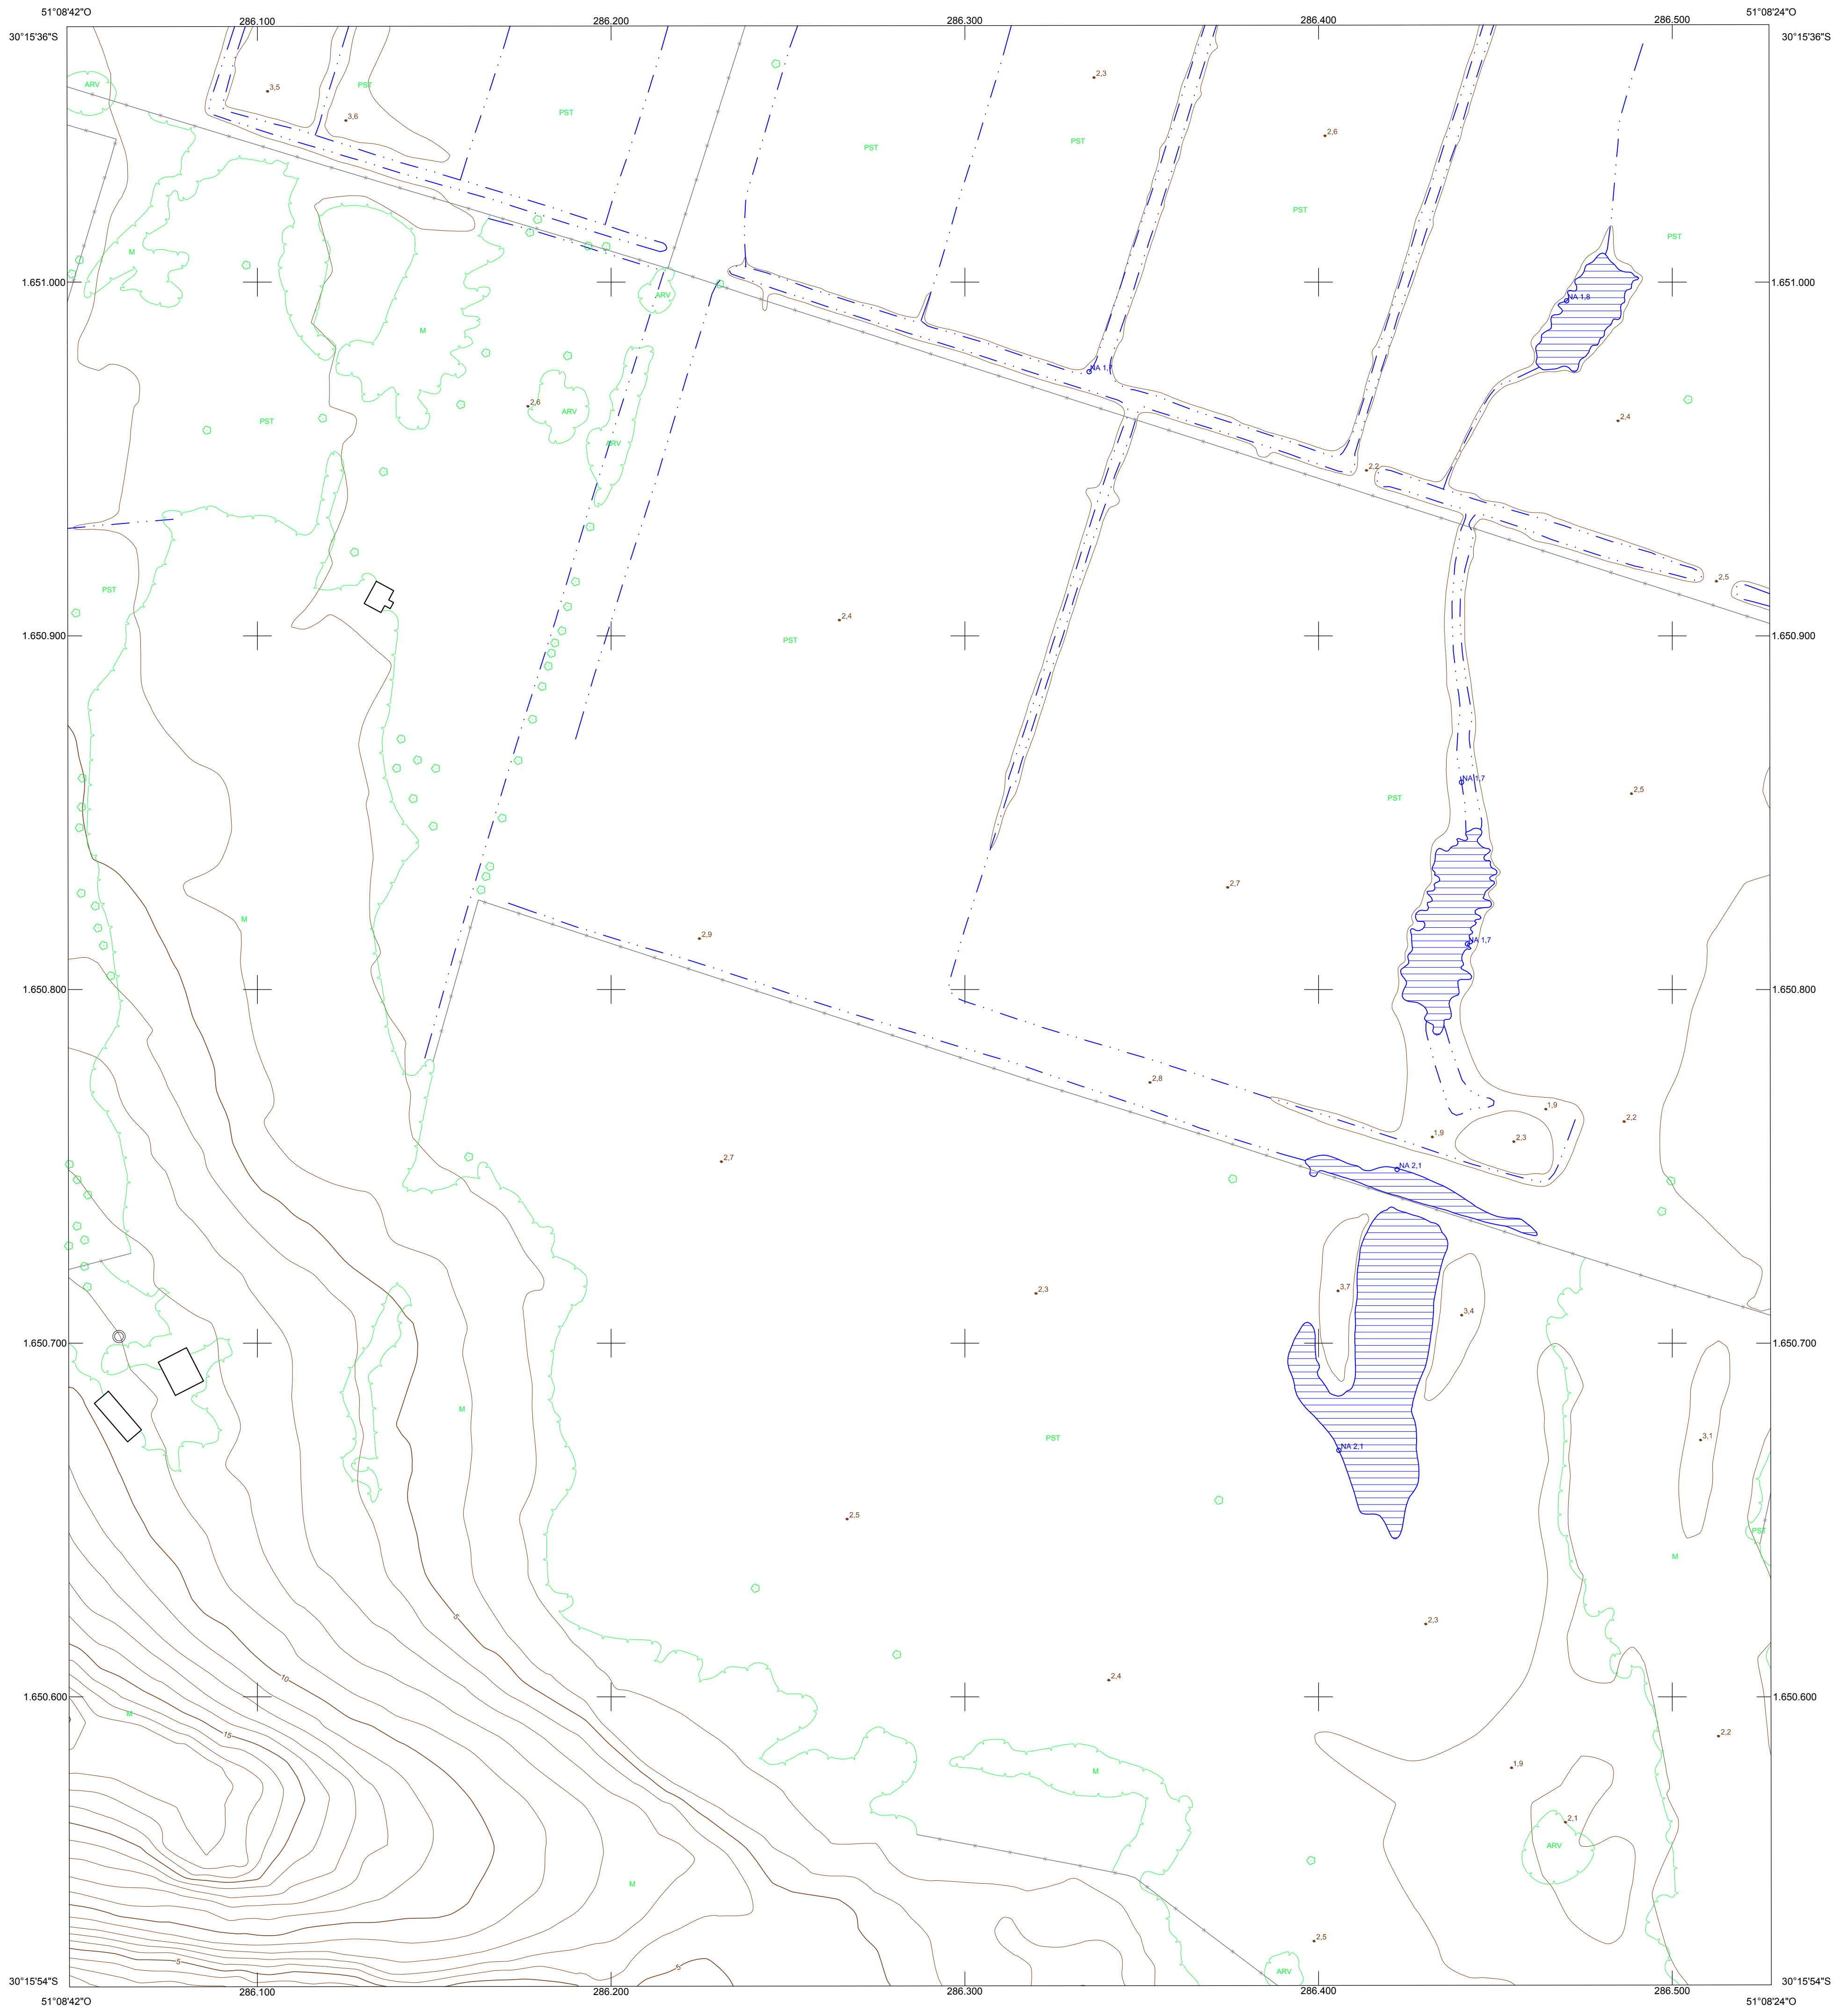 51°08'42"O
286.100
286.200
286.300
286.400
286.500
51°08'24"O
30°15'36"S
30°15'36"S
ARV
3,5
PST
3,6
PST
PST
2,3
PST
2,6
PST
PST
M
1.651.000
1.651.000
ARV
M
NA 1,8
NA 1,7
2,6
ARV
PST
ARV
2,4
2,2
2,5
PST
2,4
PST
1.650.900
1.650.900
NA 1,7
2,5
PST
2,7
M
2,9
NA 1,7
1.650.800
1.650.800
2,8
1,9
2,2
1,9
2,3
2,7
NA 2,1
2,3
3,7
3,4
1.650.700
1.650.700
M
PST
3,1
NA 2,1
2,5
PST
M
5
2,3
10
2,4
1.650.600
1.650.600
M
15
2,2
M
1,9
2,1
ARV
M
2,5
5
5
ARV
30°15'54"S
30°15'54"S
51°08'42"O
286.100
286.200
286.300
286.400
286.500
51°08'24"O